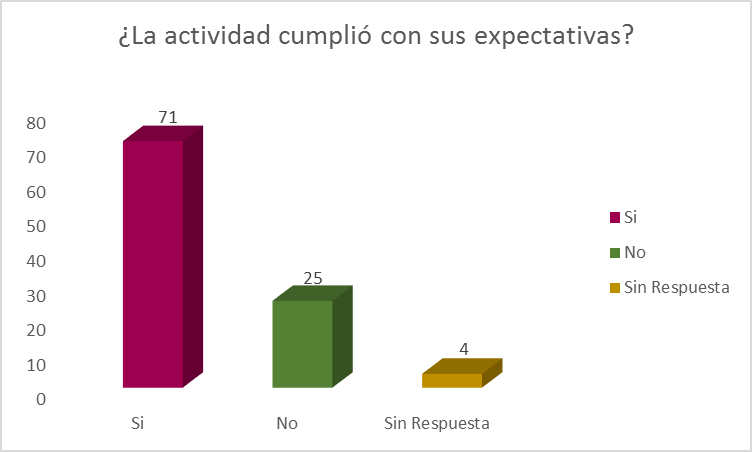 ¿La actividad cumplió con sus expectativas?
71
25
4
80
70
60
50
40
30
20
10
0
Si
No
Sin Respuesta
Si
No
Sin Respuesta